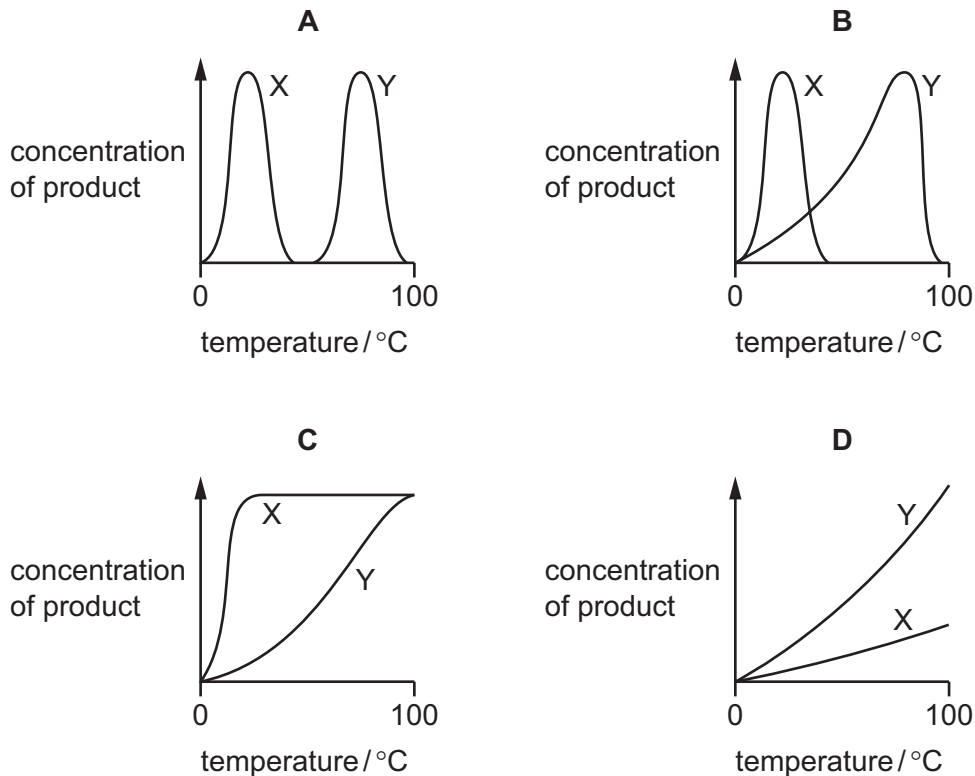 A
concentration
of product
X
Y
0
100
temperature / °C
B
concentration
of product
X
Y
0
100
temperature / °C
C
concentration
of product
X
Y
0
100
temperature / °C
D
concentration
of product
Y
X
0
100
temperature / °C